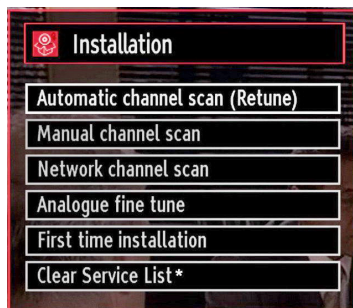 Installation
Automatic channel scan (Retune)
Manual channel scan
Network channel scan
Analogue fine tune
First time installation
Clear Service List*